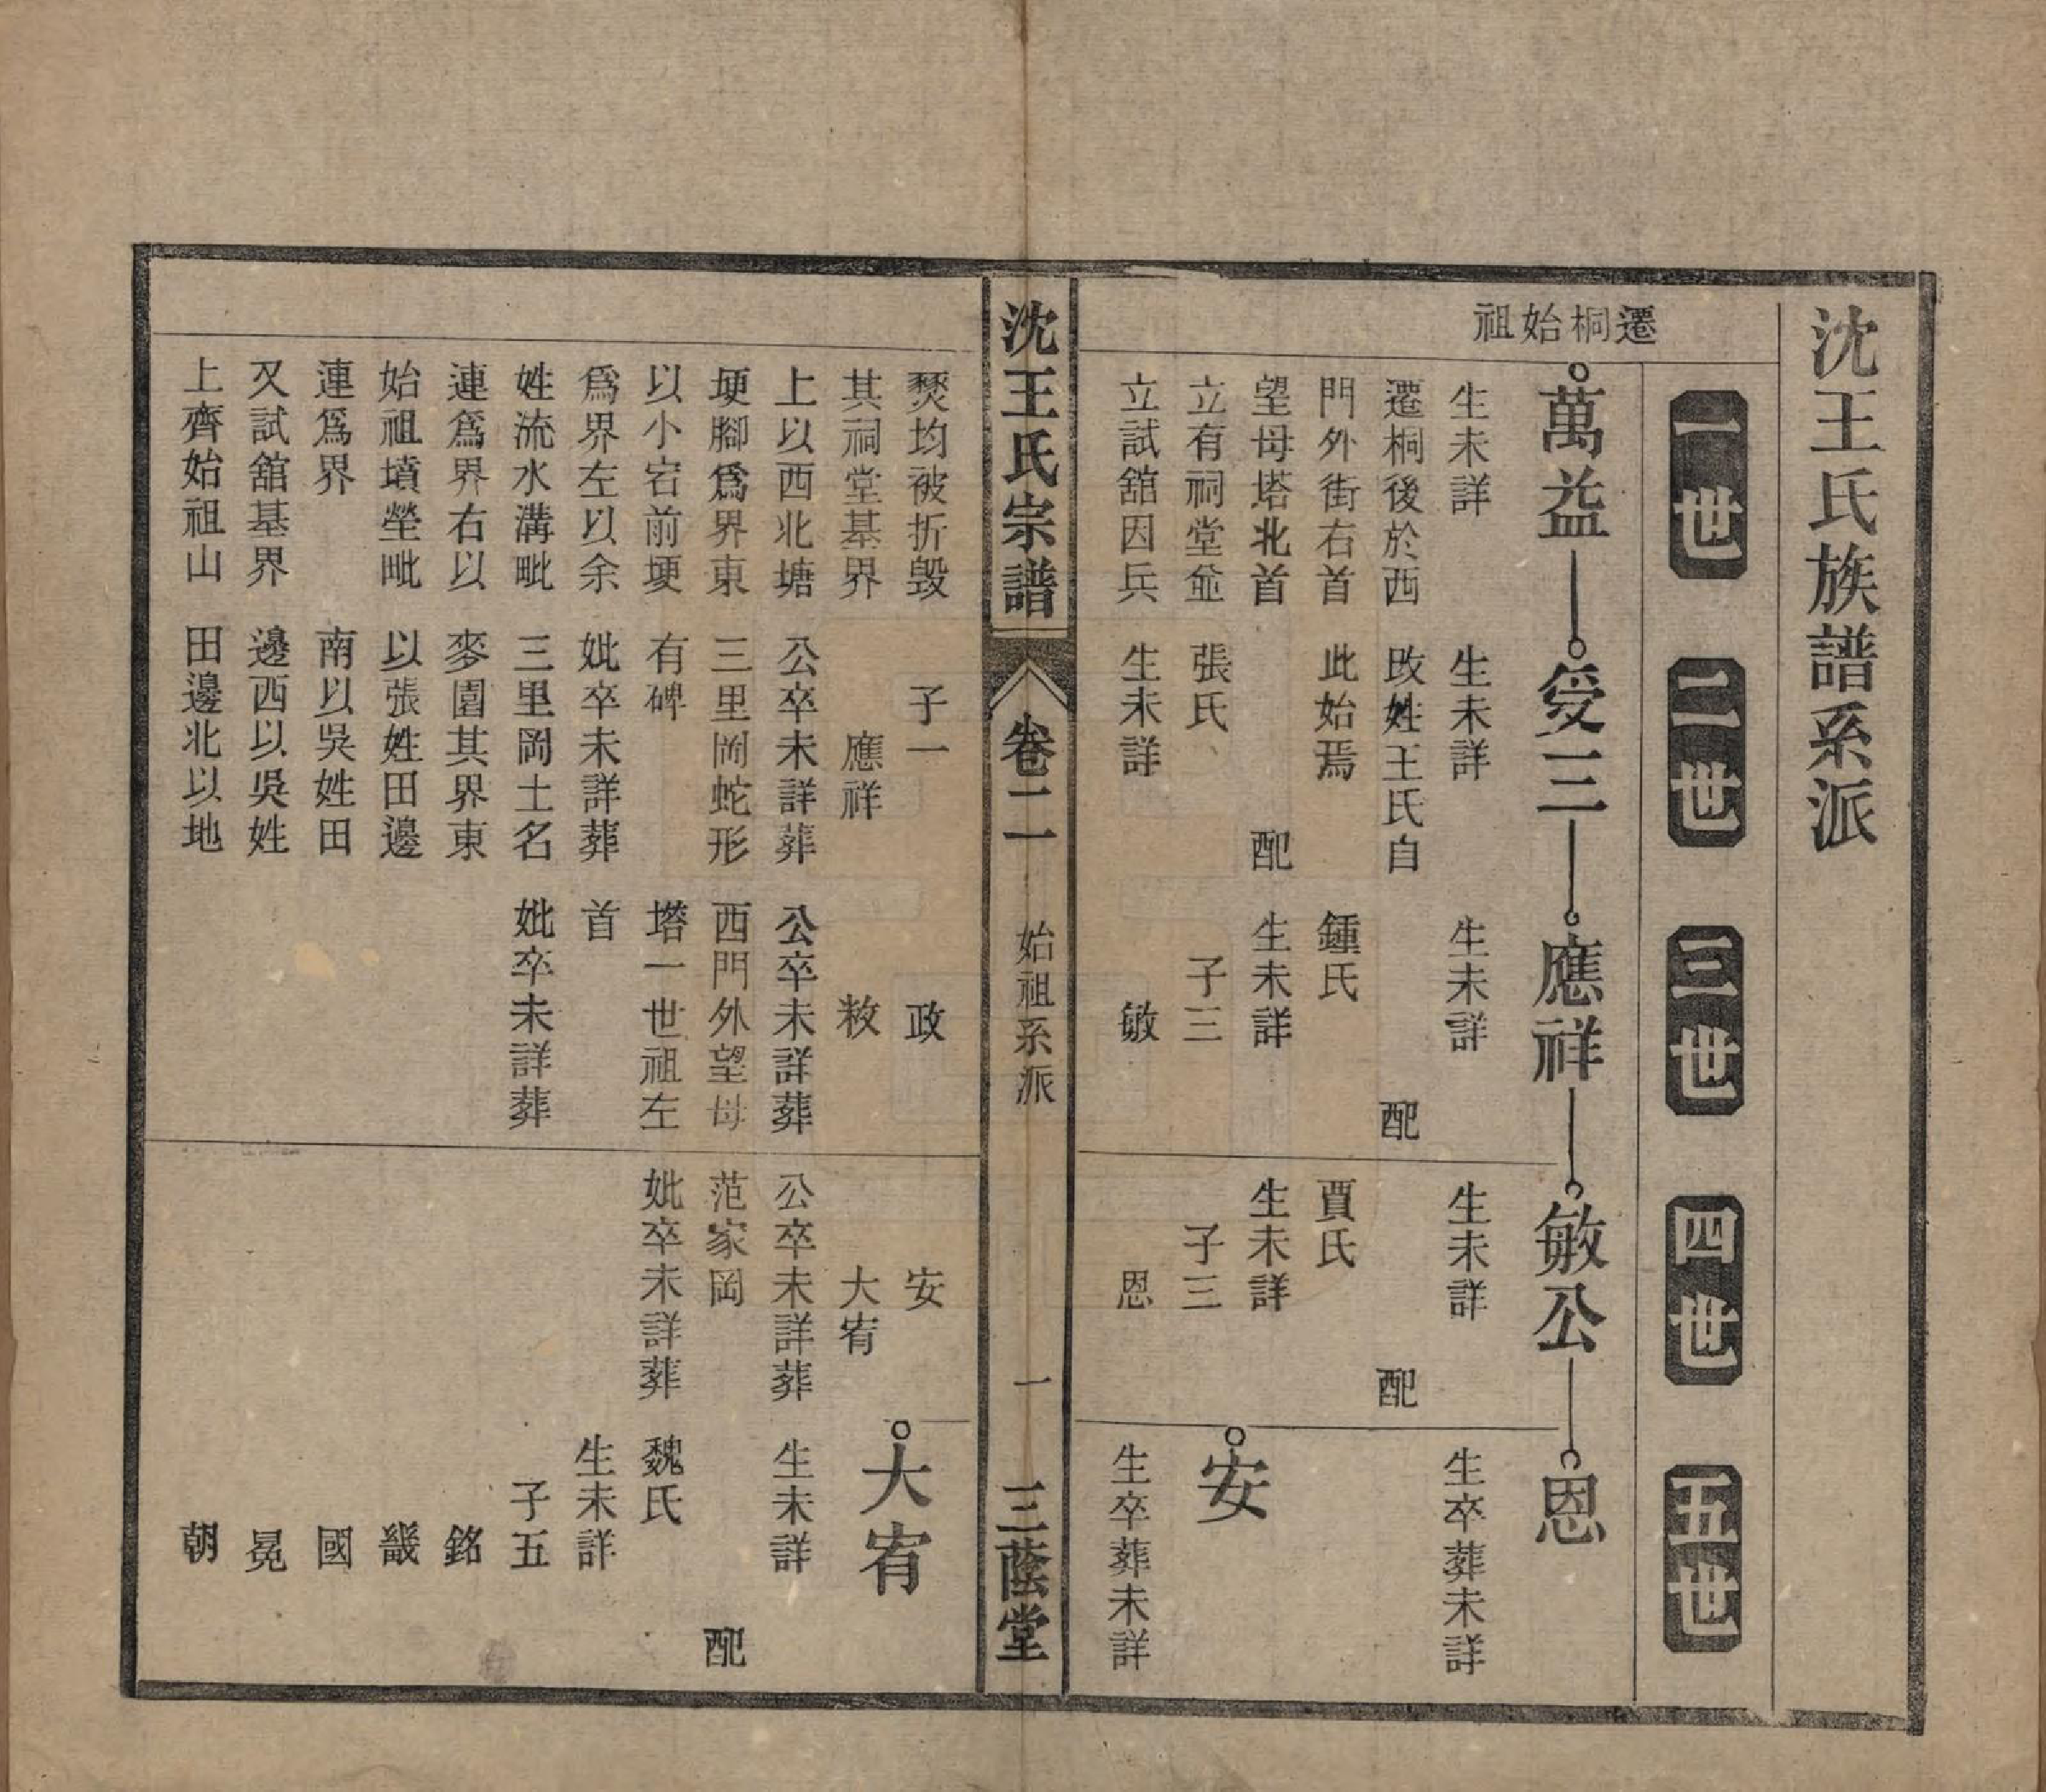 沈王氏族譜系派
一世
二世
三世
四世
五世
遷桐始祖
萬益
受三
應祥
敏公
恩
生未詳
生未詳
生未詳
生未詳
生卒葬未詳
遷桐後於西
改姓王氏自
配
配
門外街右首
此始焉
鍾氏
賈氏
望母塔北首
配
生未詳
生未詳
安
立有祠堂並
張氏
子三
子三
立試舘因兵
生未詳
敏
恩
生卒葬未詳
沈王氏宗譜
卷二
始祖系派
一
三蔭堂
燹均被折毀
子一
政
安
大宥
其祠堂基界
應祥
敉
大宥
上以西北塘
公卒未詳葬
公卒未詳葬
公卒未詳葬
生未詳
埂腳爲界東
三里岡蛇形
西門外望母
范家岡
配
以小宕前埂
有碑
塔一世祖左
妣卒未詳葬
魏氏
爲界左以余
妣卒未詳葬
首
生未詳
姓流水溝毗
三里岡土名
妣卒未詳葬
子五
連爲界右以
麥園其界東
銘
始祖墳塋毗
以張姓田邊
畿
連爲界
南以吳姓田
國
又試舘基界
邊西以吳姓
冕
上齊始祖山
田邊北以地
朝